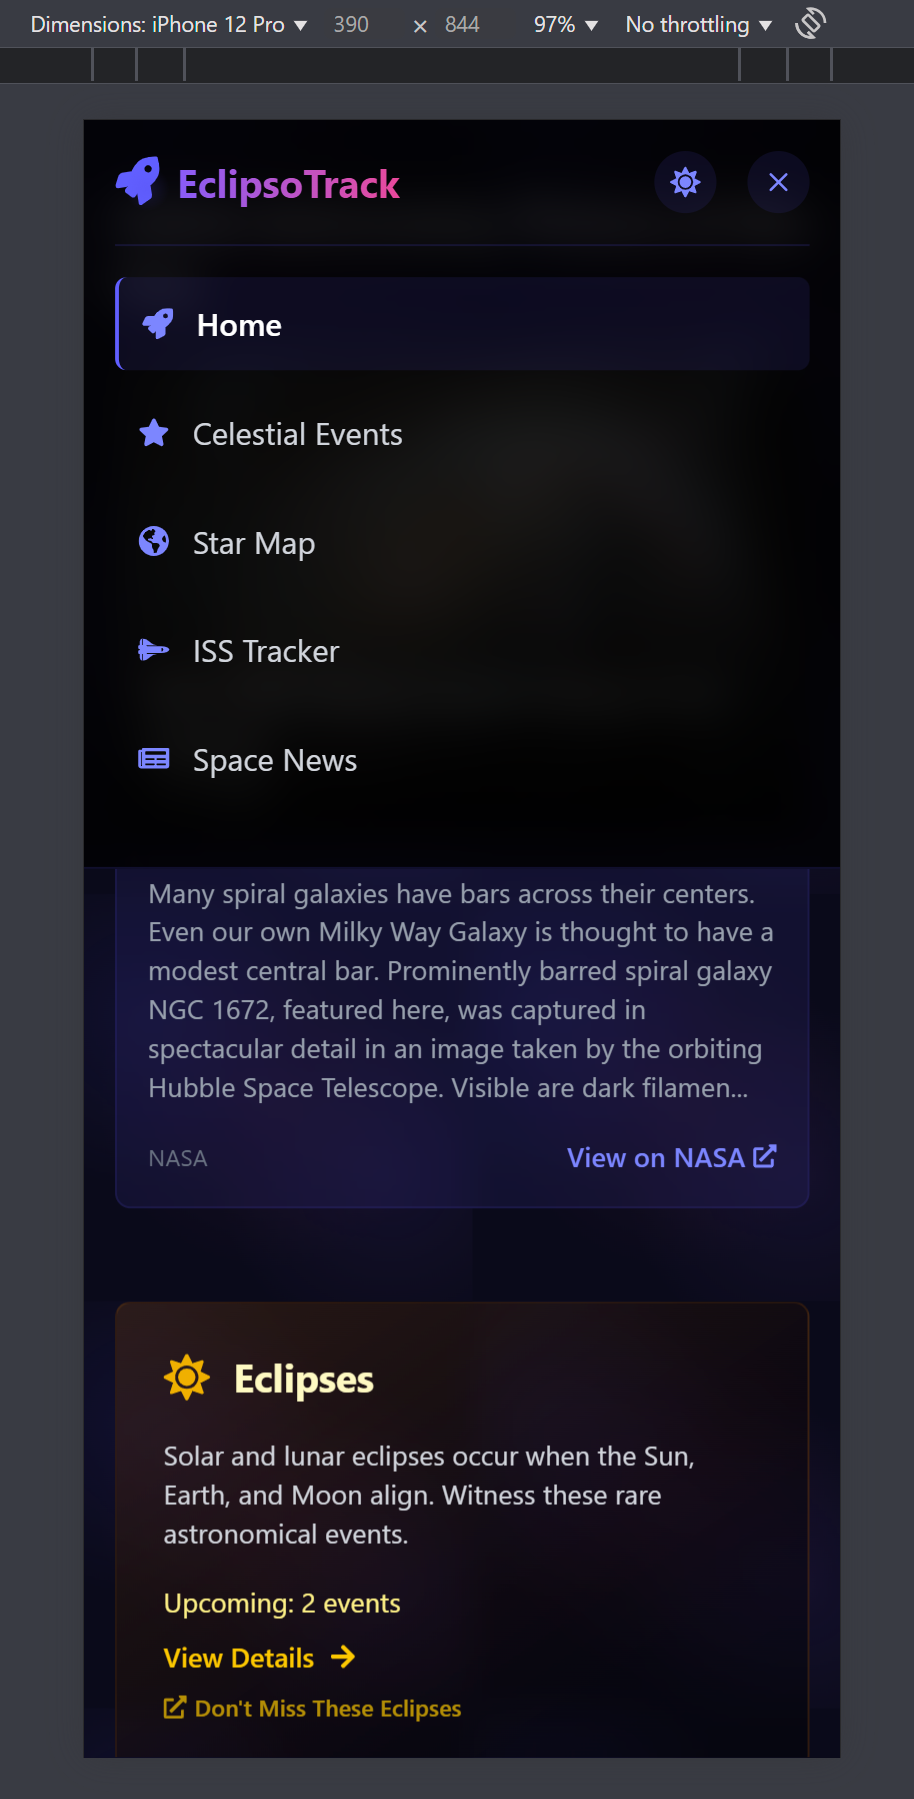 Dimensions: iPhone 12 Pro ▼ 390 × 844 97% ▼ No throttling ▼
EclipsoTrack
Home
Celestial Events
Star Map
ISS Tracker
Space News
Many spiral galaxies have bars across their centers.
Even our own Milky Way Galaxy is thought to have a
modest central bar. Prominently barred spiral galaxy
NGC 1672, featured here, was captured in
spectacular detail in an image taken by the orbiting
Hubble Space Telescope. Visible are dark filamen...
NASA View on NASA
Eclipses
Solar and lunar eclipses occur when the Sun,
Earth, and Moon align. Witness these rare
astronomical events.
Upcoming: 2 events
View Details →
Don't Miss These Eclipses